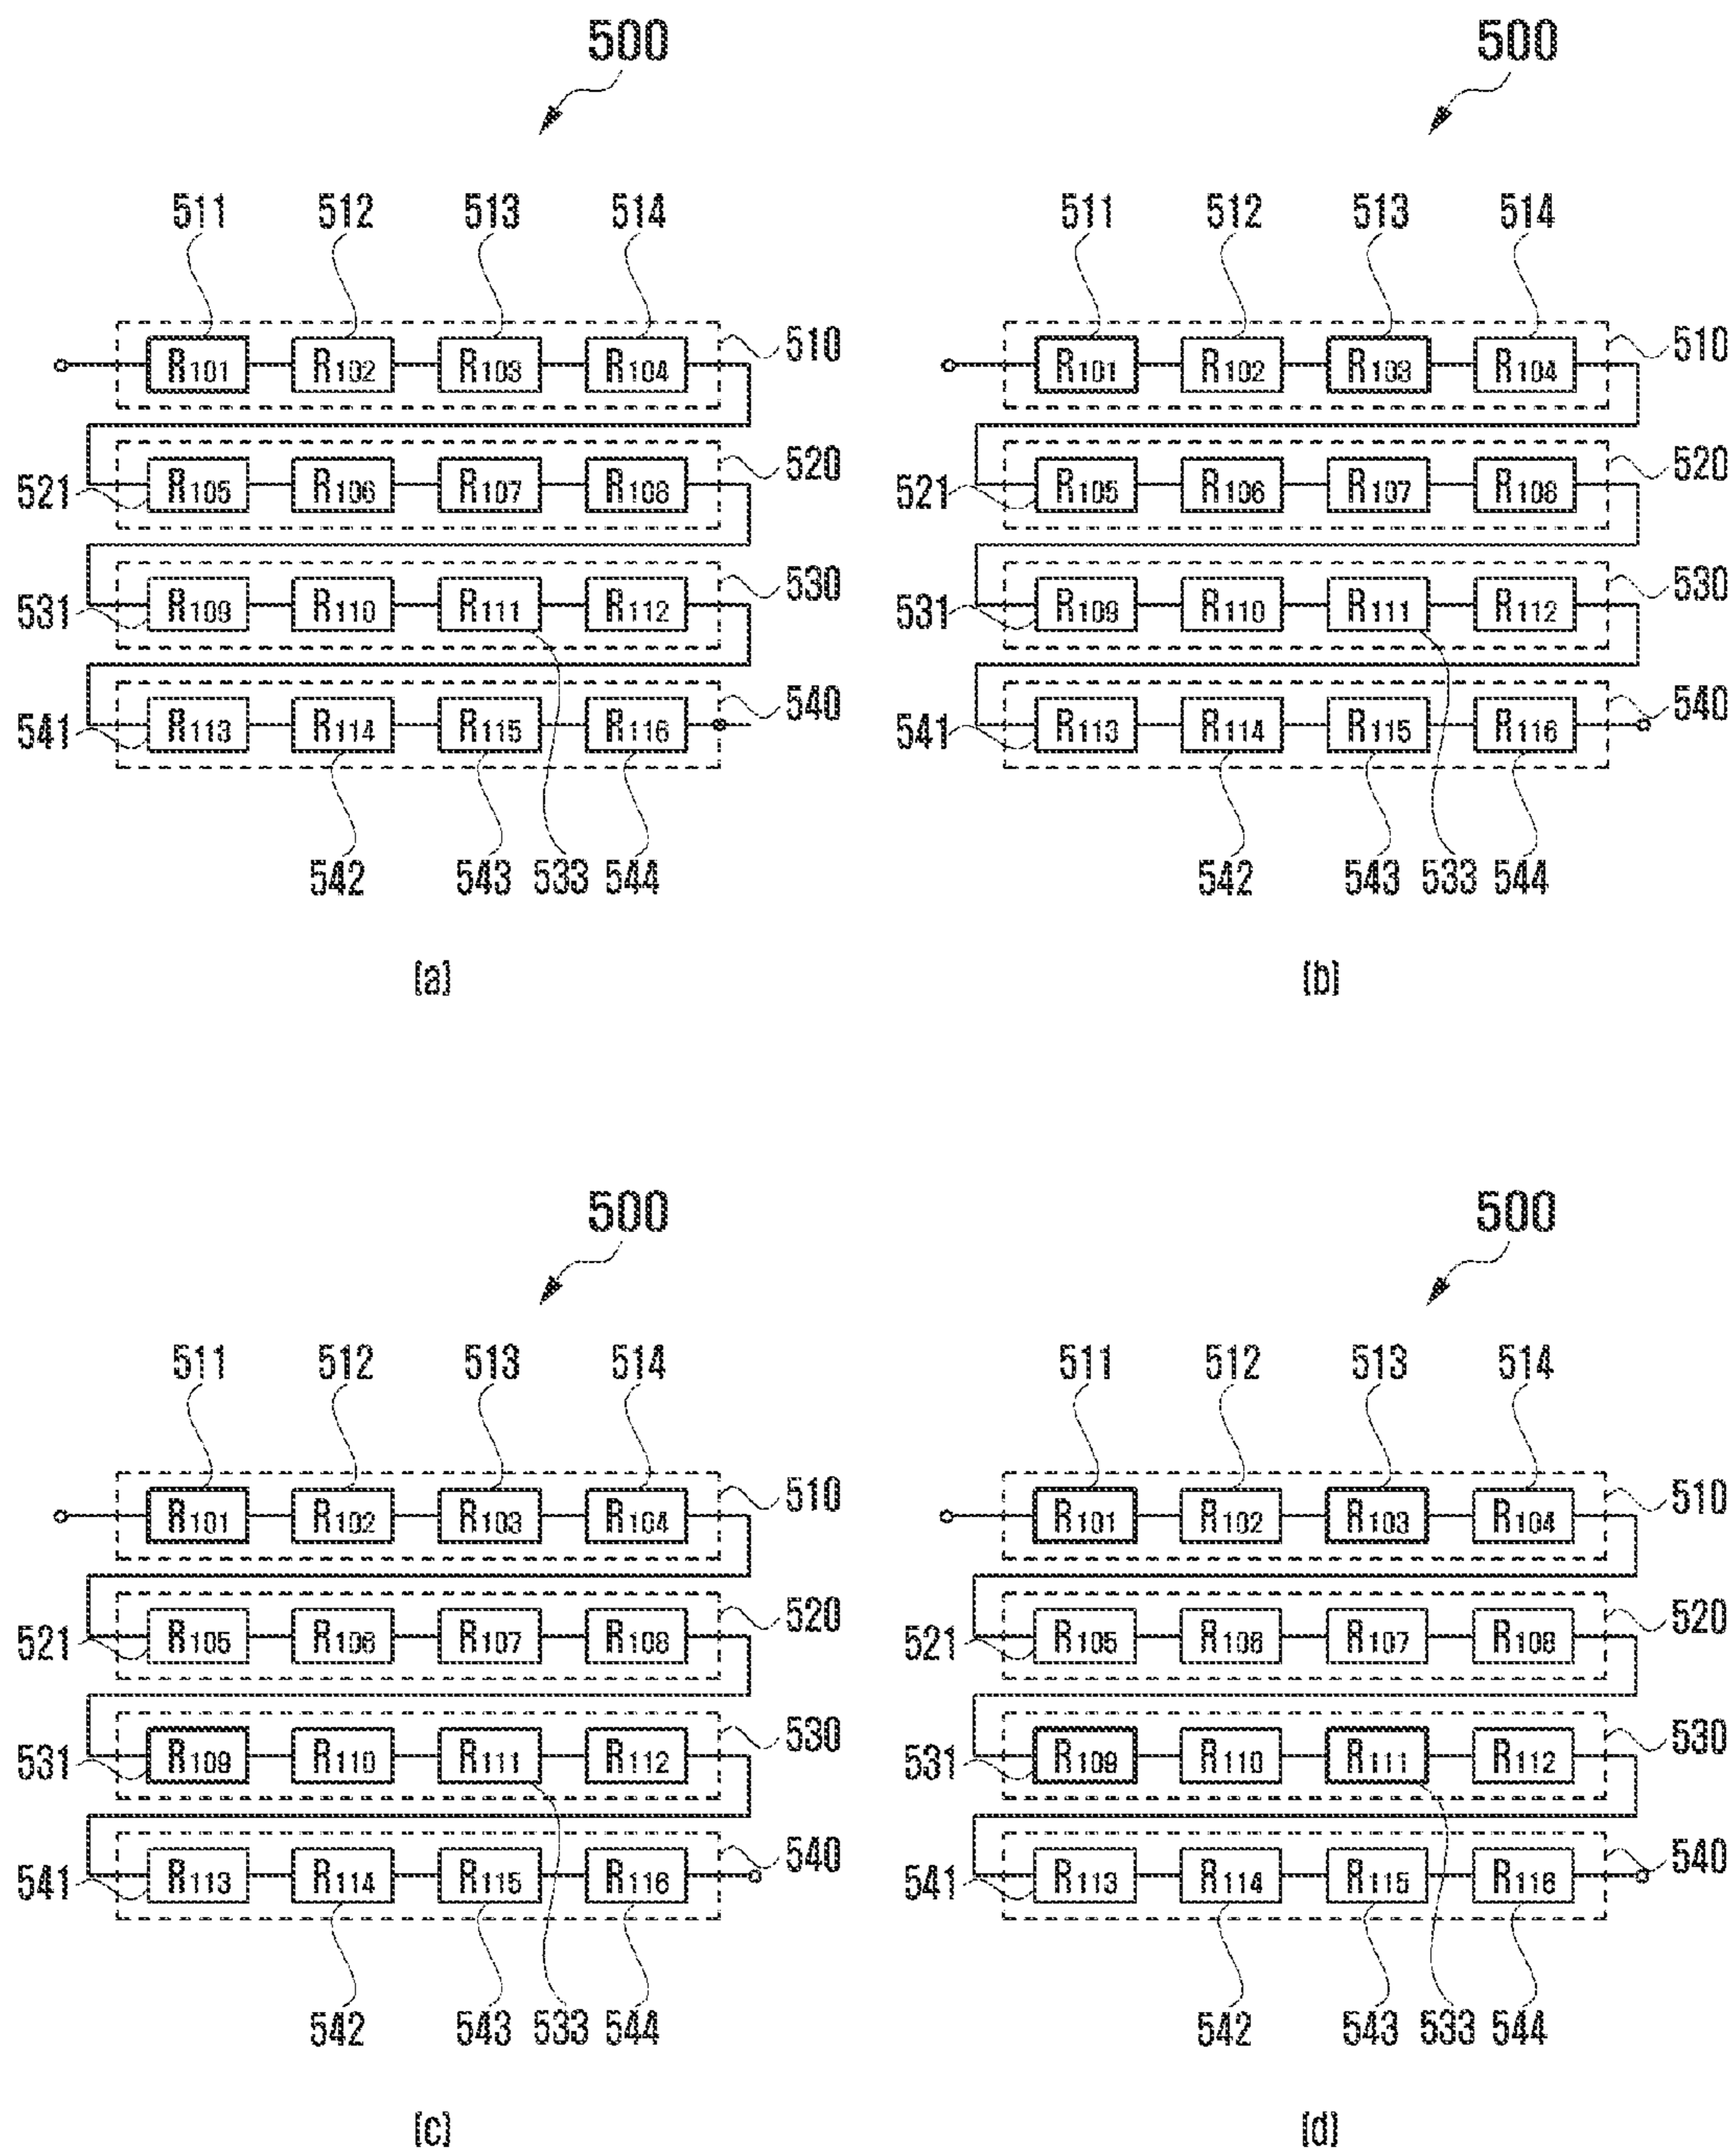 500 500
511 512 513 514 511 512 513 514
R101 R102 R103 R104 510 R101 R102 R103 R104 510
521 R105 R106 R107 R108 520 521 R105 R106 R107 R108 520
531 R109 R110 R111 R112 530 531 R109 R110 R111 R112 530
541 R113 R114 R115 R116 540 541 R113 R114 R115 R116 540
542 543 533 544 542 543 533 544
[a] [b]
500 500
511 512 513 514 511 512 513 514
R101 R102 R103 R104 510 R101 R102 R103 R104 510
521 R105 R106 R107 R108 520 521 R105 R106 R107 R108 520
531 R109 R110 R111 R112 530 531 R109 R110 R111 R112 530
541 R113 R114 R115 R116 540 541 R113 R114 R115 R116 540
542 543 533 544 542 543 533 544
[c] [d]